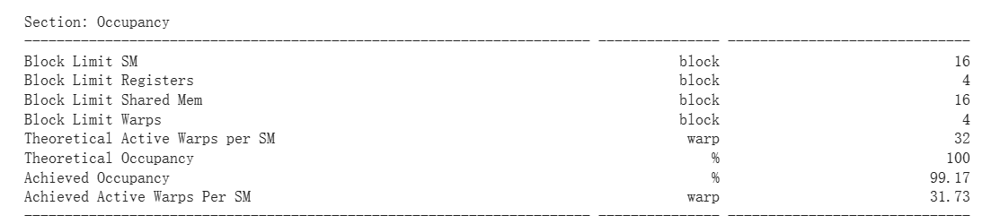 Section: Occupancy
Block Limit SM block 16
Block Limit Registers block 4
Block Limit Shared Mem block 16
Block Limit Warps block 4
Theoretical Active Warps per SM warp 32
Theoretical Occupancy % 100
Achieved Occupancy % 99.17
Achieved Active Warps Per SM warp 31.73